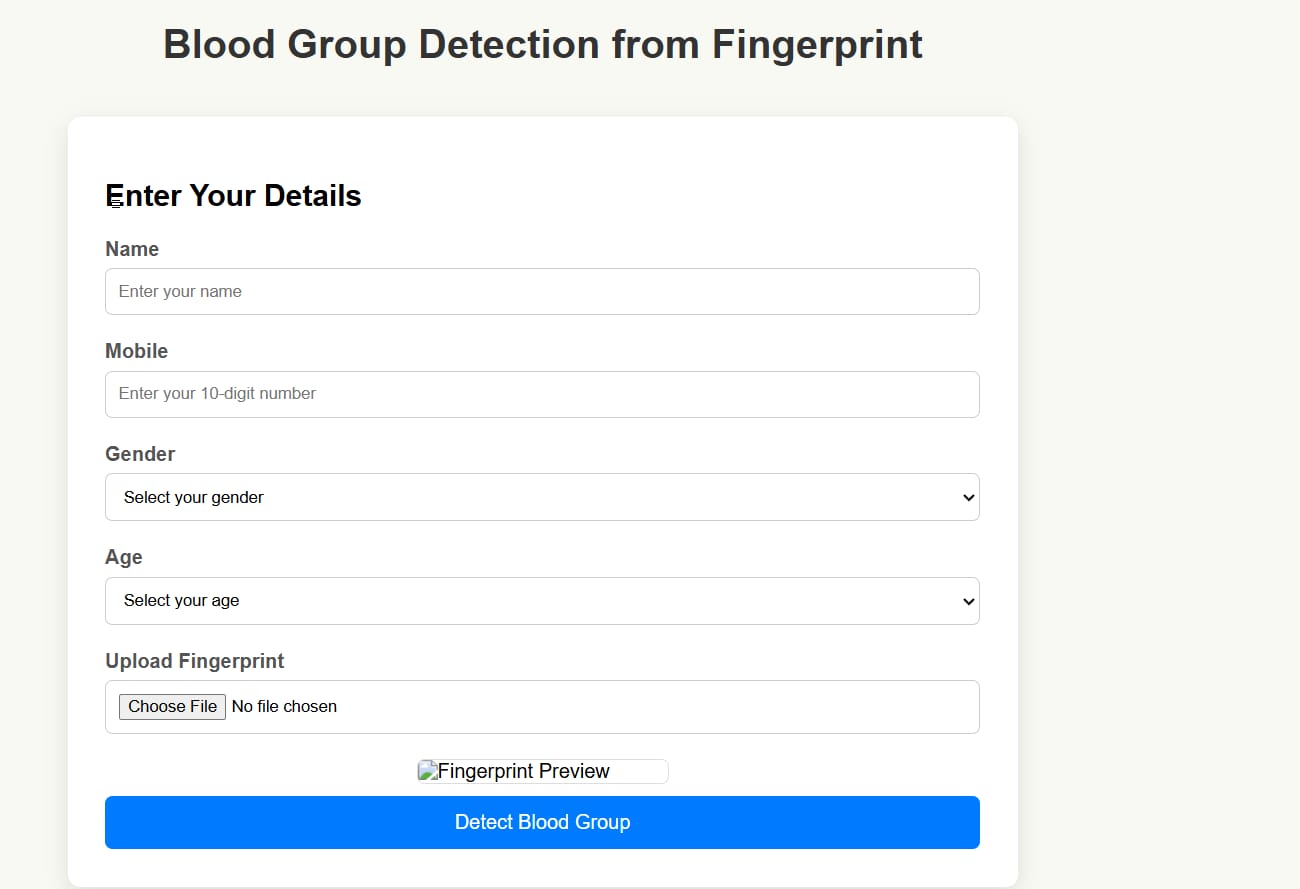 Blood Group Detection from Fingerprint
Enter Your Details
Name
Enter your name
Mobile
Enter your 10-digit number
Gender
Select your gender
Age
Select your age
Upload Fingerprint
Choose File No file chosen
Fingerprint Preview
Detect Blood Group